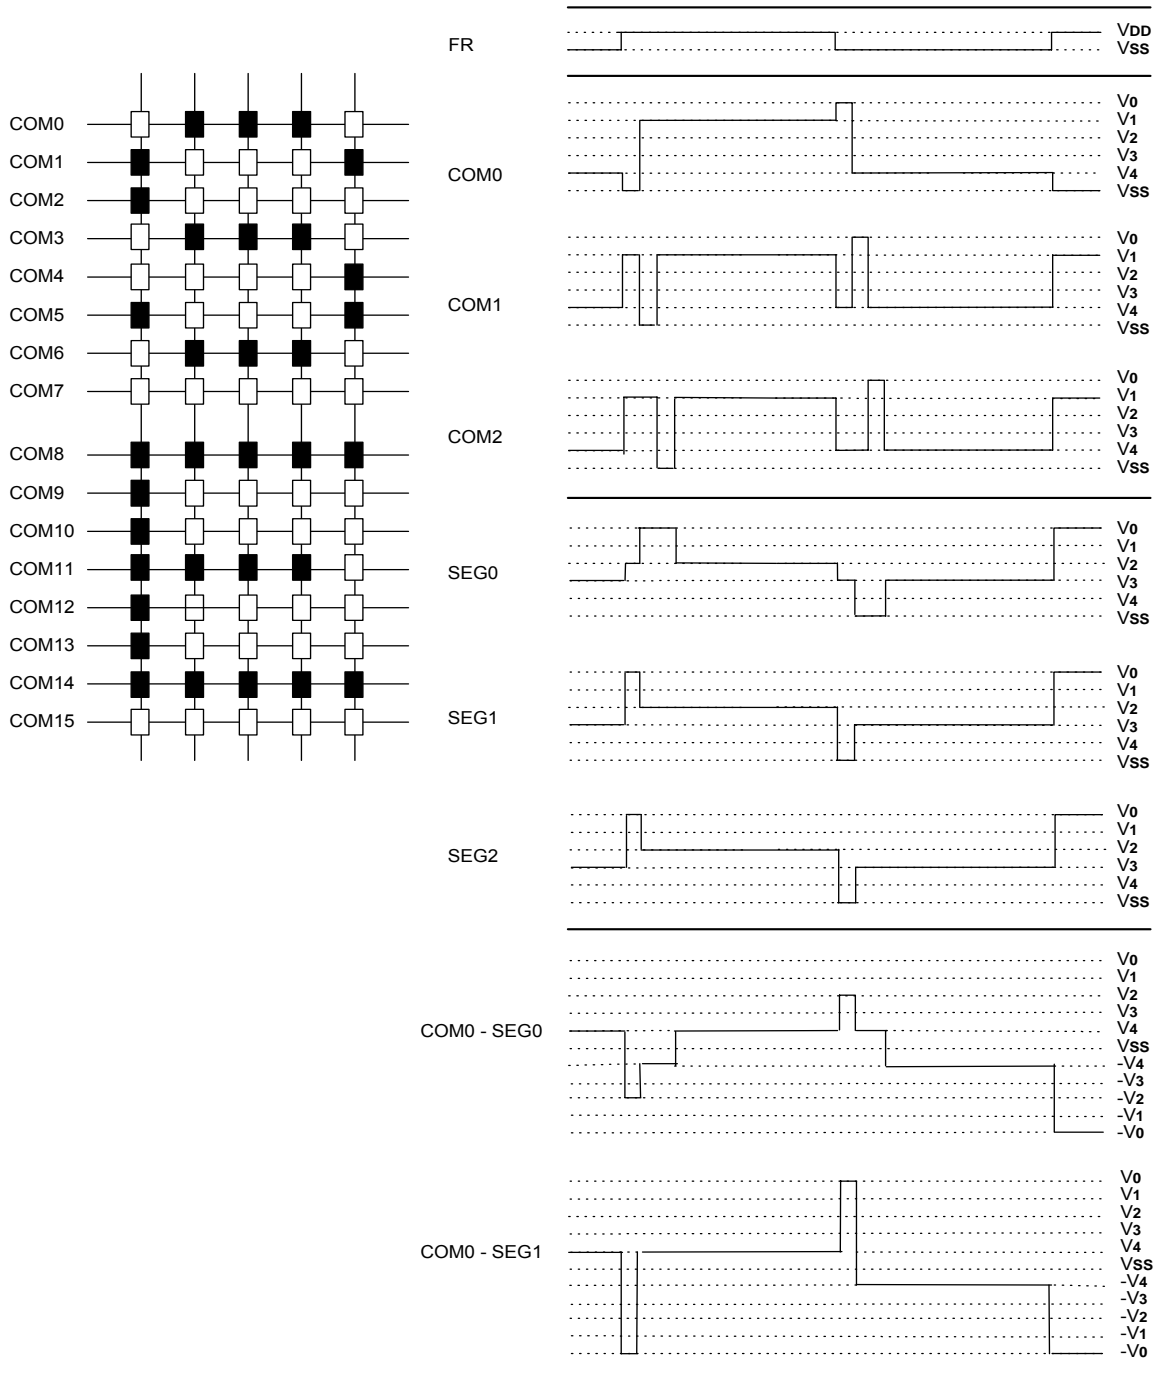 COM0
COM1
COM2
COM3
COM4
COM5
COM6
COM7
COM8
COM9
COM10
COM11
COM12
COM13
COM14
COM15
FR
VDD
VSS
COM0
V0
V1
V2
V3
V4
VSS
COM1
V0
V1
V2
V3
V4
VSS
COM2
V0
V1
V2
V3
V4
VSS
SEG0
V0
V1
V2
V3
V4
VSS
SEG1
V0
V1
V2
V3
V4
VSS
SEG2
V0
V1
V2
V3
V4
VSS
COM0 - SEG0
V0
V1
V2
V3
V4
VSS
-V4
-V3
-V2
-V1
-V0
COM0 - SEG1
V0
V1
V2
V3
V4
VSS
-V4
-V3
-V2
-V1
-V0